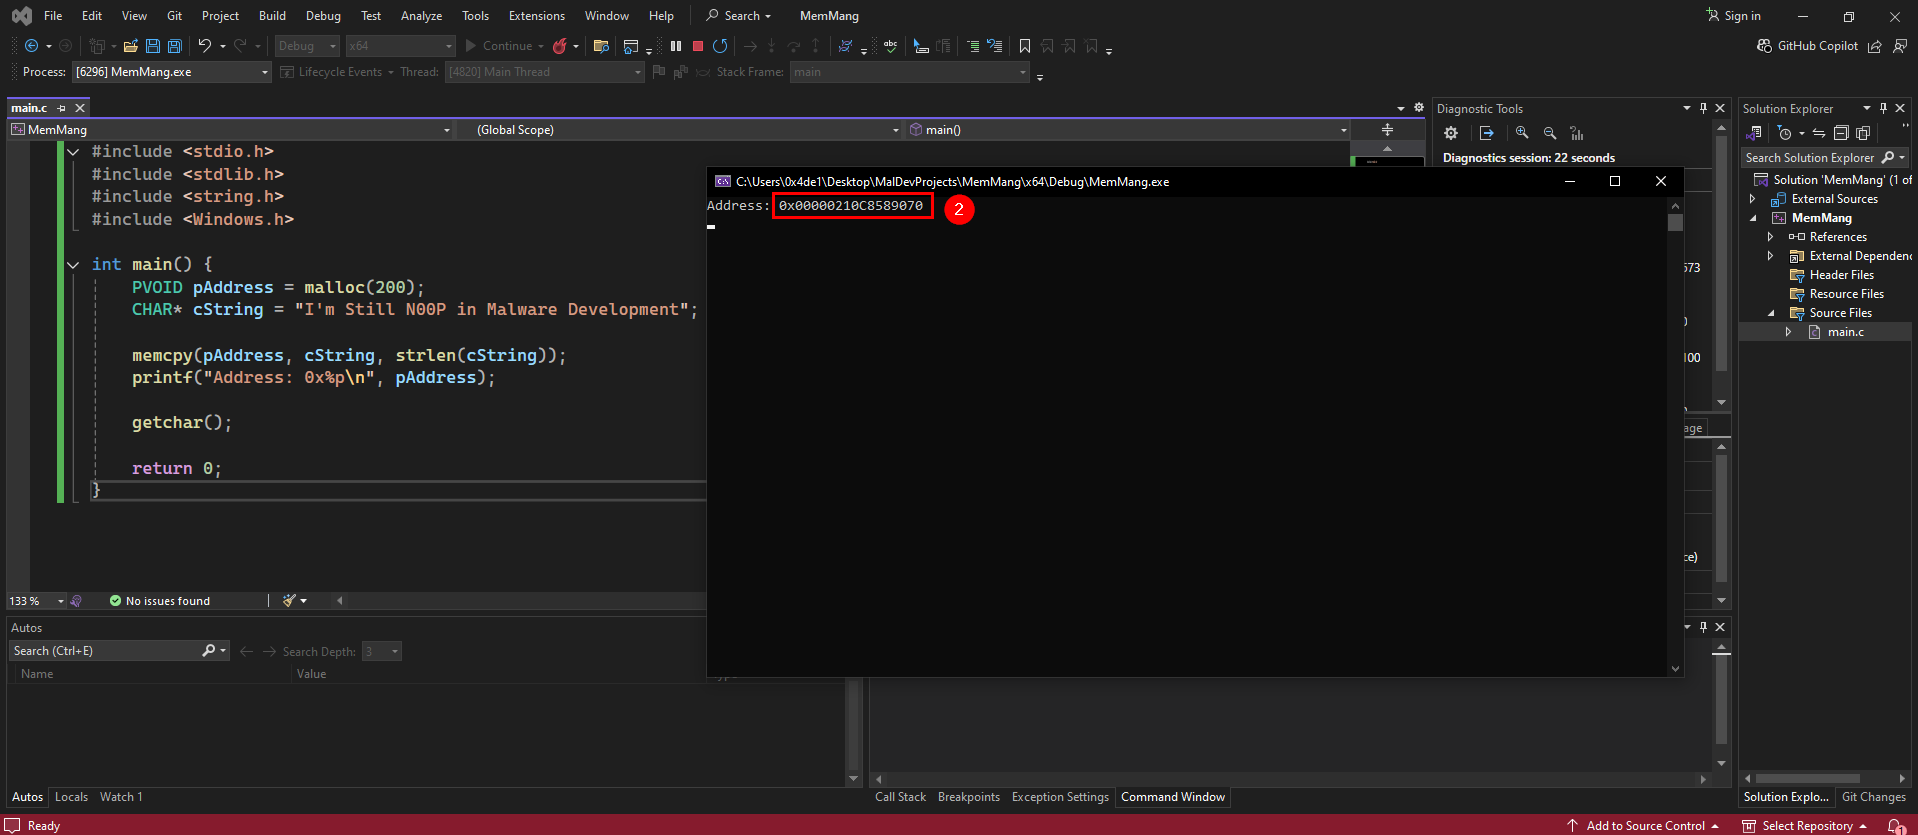 File Edit View Git Project Build Debug Test Analyze Tools Extensions Window Help Search MemMang Sign in
Debug x64 Continue GitHub Copilot
Process: [6296] MemMang.exe Lifecycle Events Thread: [4820] Main Thread Stack Frame: main
main.c
MemMang (Global Scope) main()
#include <stdio.h>
#include <stdlib.h>
#include <string.h>
#include <Windows.h>
int main() {
PVOID pAddress = malloc(200);
CHAR* cString = "I'm Still N00P in Malware Development";
memcpy(pAddress, cString, strlen(cString));
printf("Address: 0x%p\n", pAddress);
getchar();
return 0;
}
133 % No issues found
C:\Users\0x4de1\Desktop\MalDevProjects\MemMang\x64\Debug\MemMang.exe
Address: 0x00000210C8589070 2
Diagnostic Tools
Diagnostics session: 22 seconds
573
100
age
ce)
Solution Explorer
Search Solution Explorer
Solution 'MemMang' (1 of
External Sources
MemMang
References
External Dependenc
Header Files
Resource Files
Source Files
main.c
Autos
Search (Ctrl+E) Search Depth: 3
Name Value
Autos Locals Watch 1
Call Stack Breakpoints Exception Settings Command Window
Solution Explo... Git Changes
Ready Add to Source Control Select Repository 1